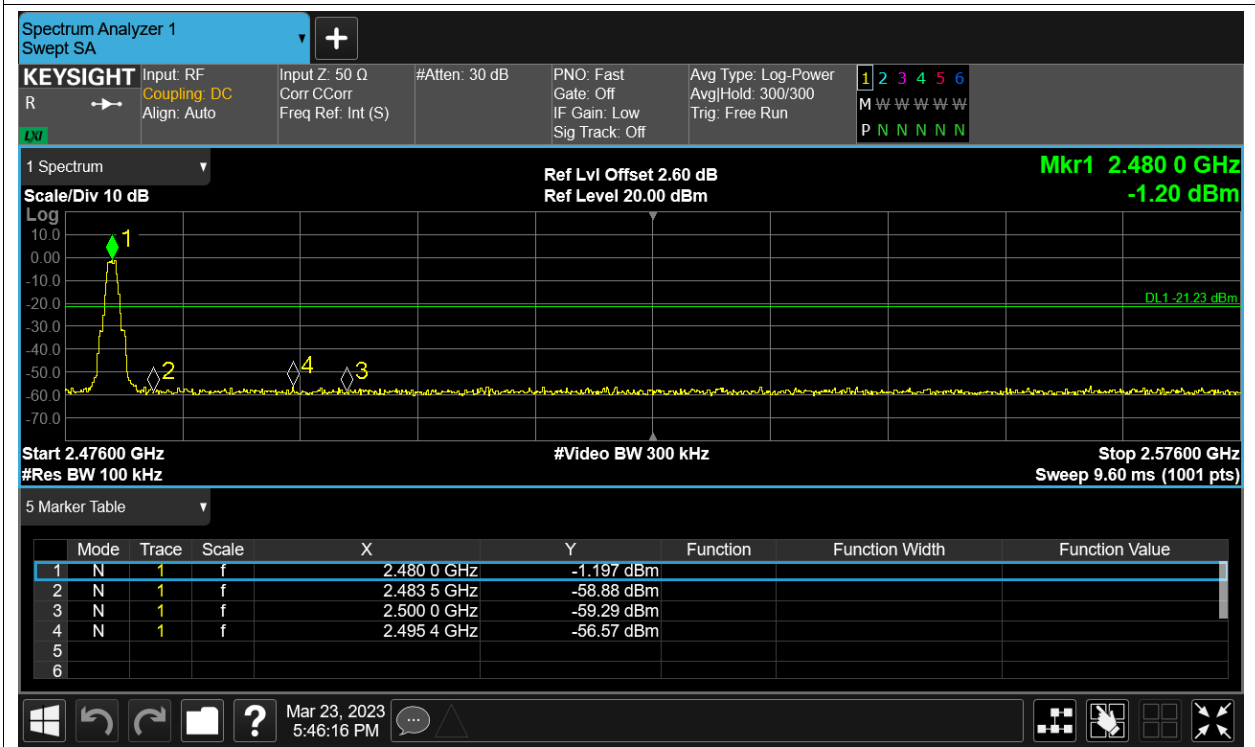 Spectrum Analyzer 1
Swept SA
KEYSIGHT
R
LXI
Input: RF
Coupling: DC
Align: Auto
Input Z: 50 Ω
Corr CCorr
Freq Ref: Int (S)
#Atten: 30 dB
PNO: Fast
Gate: Off
IF Gain: Low
Sig Track: Off
Avg Type: Log-Power
Avg|Hold: 300/300
Trig: Free Run
1 2 3 4 5 6
M W W W W W
P N N N N N
1 Spectrum
Scale/Div 10 dB
Ref Lvl Offset 2.60 dB
Ref Level 20.00 dBm
Mkr1 2.480 0 GHz
-1.20 dBm
Log
10.0
0.00
-10.0
-20.0
-30.0
-40.0
-50.0
-60.0
-70.0
1
2
4
3
DL1 -21.23 dBm
Start 2.47600 GHz
#Res BW 100 kHz
#Video BW 300 kHz
Stop 2.57600 GHz
Sweep 9.60 ms (1001 pts)
5 Marker Table
Mode Trace Scale X Y Function Function Width Function Value
1 N 1 f 2.480 0 GHz -1.197 dBm
2 N 1 f 2.483 5 GHz -58.88 dBm
3 N 1 f 2.500 0 GHz -59.29 dBm
4 N 1 f 2.495 4 GHz -56.57 dBm
5
6
?
Mar 23, 2023
5:46:16 PM